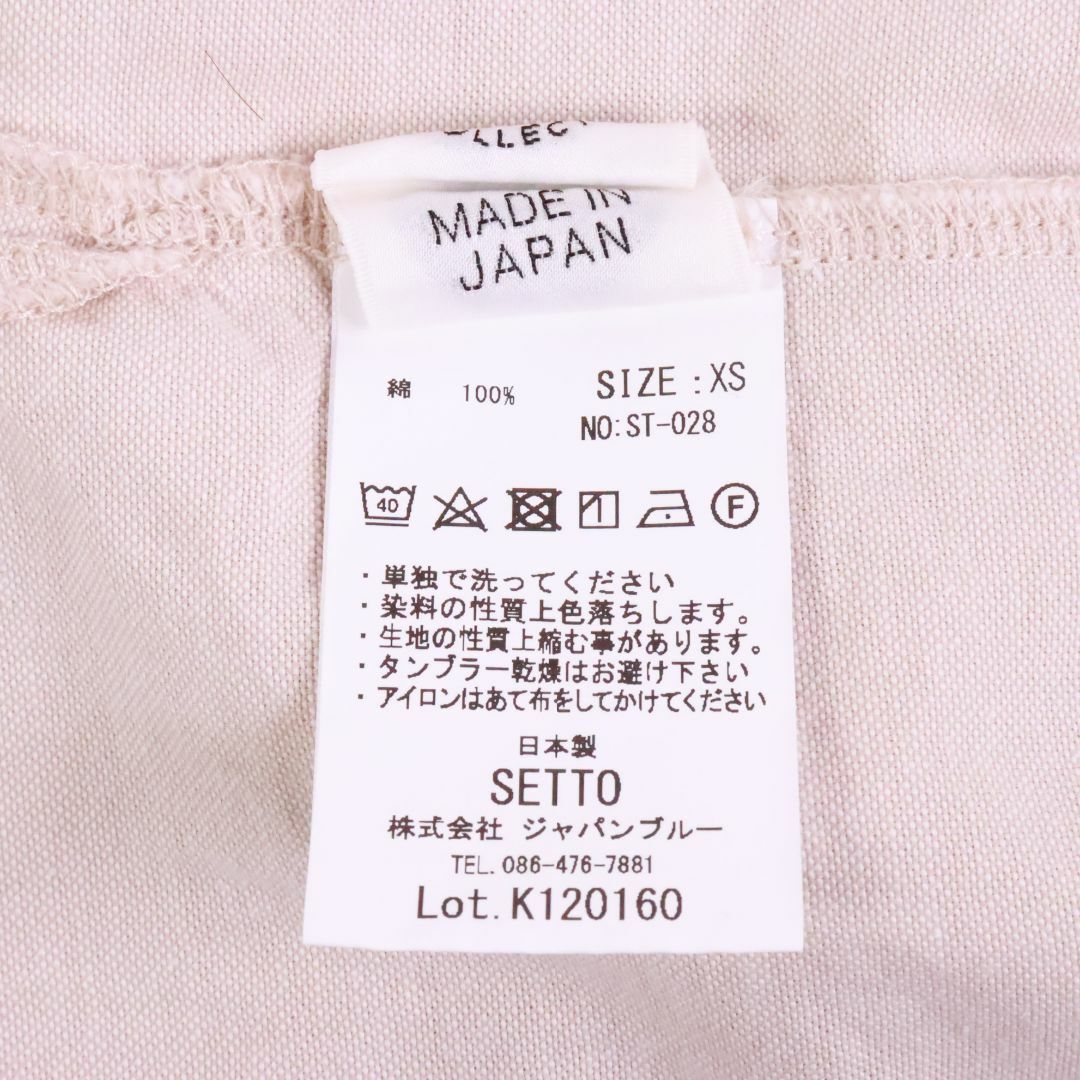 MADE IN
JAPAN
綿 100% SIZE : XS
NO:ST-028
40 F
・単独で洗ってください
・染料の性質上色落ちします。
・生地の性質上縮む事があります。
・タンブラー乾燥はお避け下さい
・アイロンはあて布をしてかけてください
日本製
SETTO
株式会社 ジャパンブルー
TEL. 086-476-7881
Lot. K120160